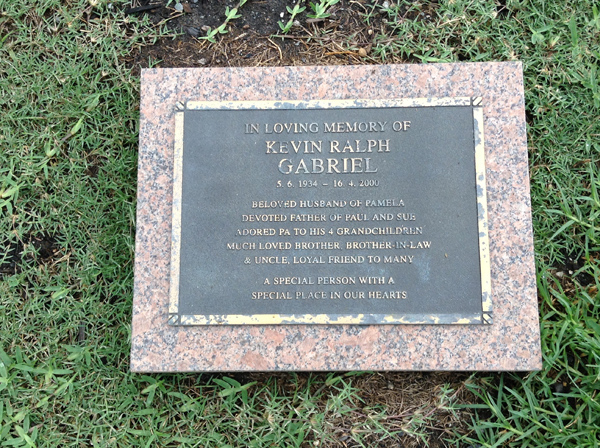 IN LOVING MEMORY OF
KEVIN RALPH
GABRIEL
5. 6. 1934 – 16. 4. 2000
BELOVED HUSBAND OF PAMELA
DEVOTED FATHER OF PAUL AND SUE
ADORED PA TO HIS 4 GRANDCHILDREN
MUCH LOVED BROTHER, BROTHER-IN-LAW
& UNCLE, LOYAL FRIEND TO MANY
A SPECIAL PERSON WITH A
SPECIAL PLACE IN OUR HEARTS